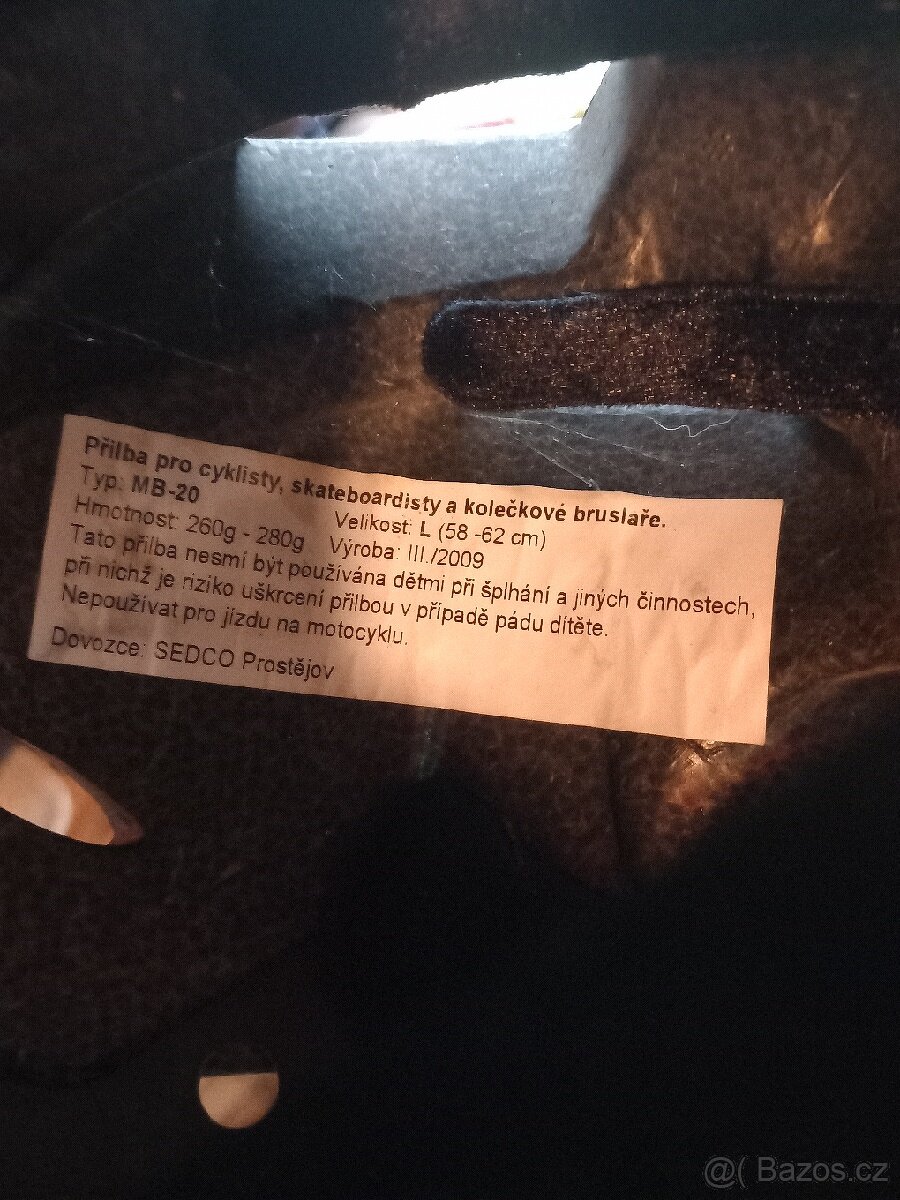 Přilba pro cyklisty, skateboardisty a kolečkové bruslaře.
Typ: MB-20
Velikost: L (58 -62 cm)
Hmotnost: 260g - 280g
Výroba: III./2009
Tato přilba nesmí být používána dětmi při šplhání a jiných činnostech,
při nichž je riziko uškrcení přilbou v případě pádu dítěte.
Nepoužívat pro jízdu na motocyklu.
Dovozce: SEDCO Prostějov
@( Bazos.cz